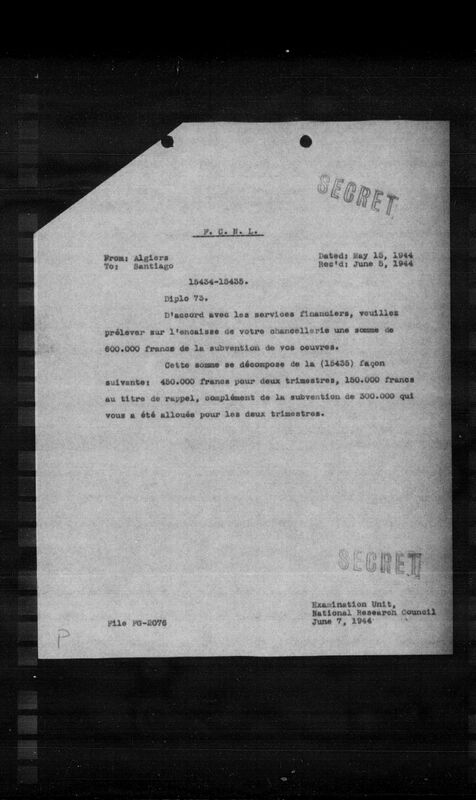 SECRET
F. C. N. L.
From: Algiers Dated: May 15, 1944
To: Santiago Rec'd: June 5, 1944
15434-15435.
Diplo 73.
D'accord avec les services financiers, veuillez
prélever sur l'encaisse de votre chancellerie une somme de
600.000 francs de la subvention de vos oeuvres.
Cette somme se décompose de la (15435) façon
suivante: 450.000 francs pour deux trimestres, 150.000 francs
au titre de rappel, complément de la subvention de 300.000 qui
vous a été allouée pour les deux trimestres.
SECRET
Examination Unit,
National Research Council
File FG-2076 June 7, 1944
P